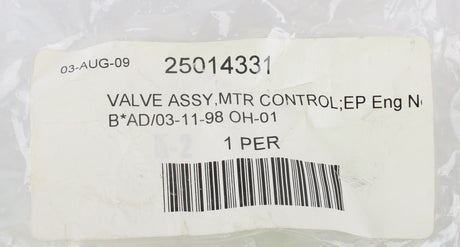 03-AUG-09 25014331
VALVE ASSY,MTR CONTROL;EP Eng
B*AD/03-11-98 OH-01
1 PER